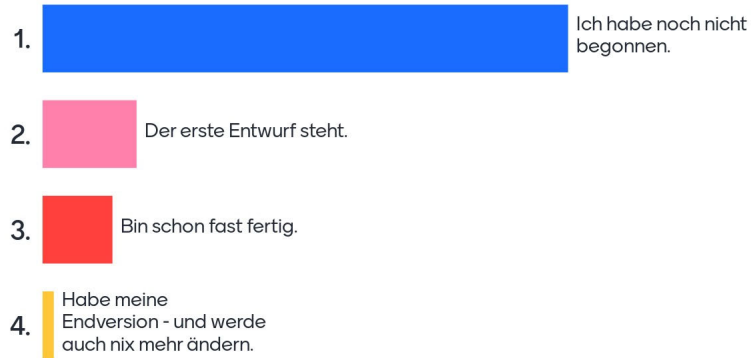 1.
Ich habe noch nicht
begonnen.
2.
Der erste Entwurf steht.
3.
Bin schon fast fertig.
4.
Habe meine
Endversion - und werde
auch nix mehr ändern.